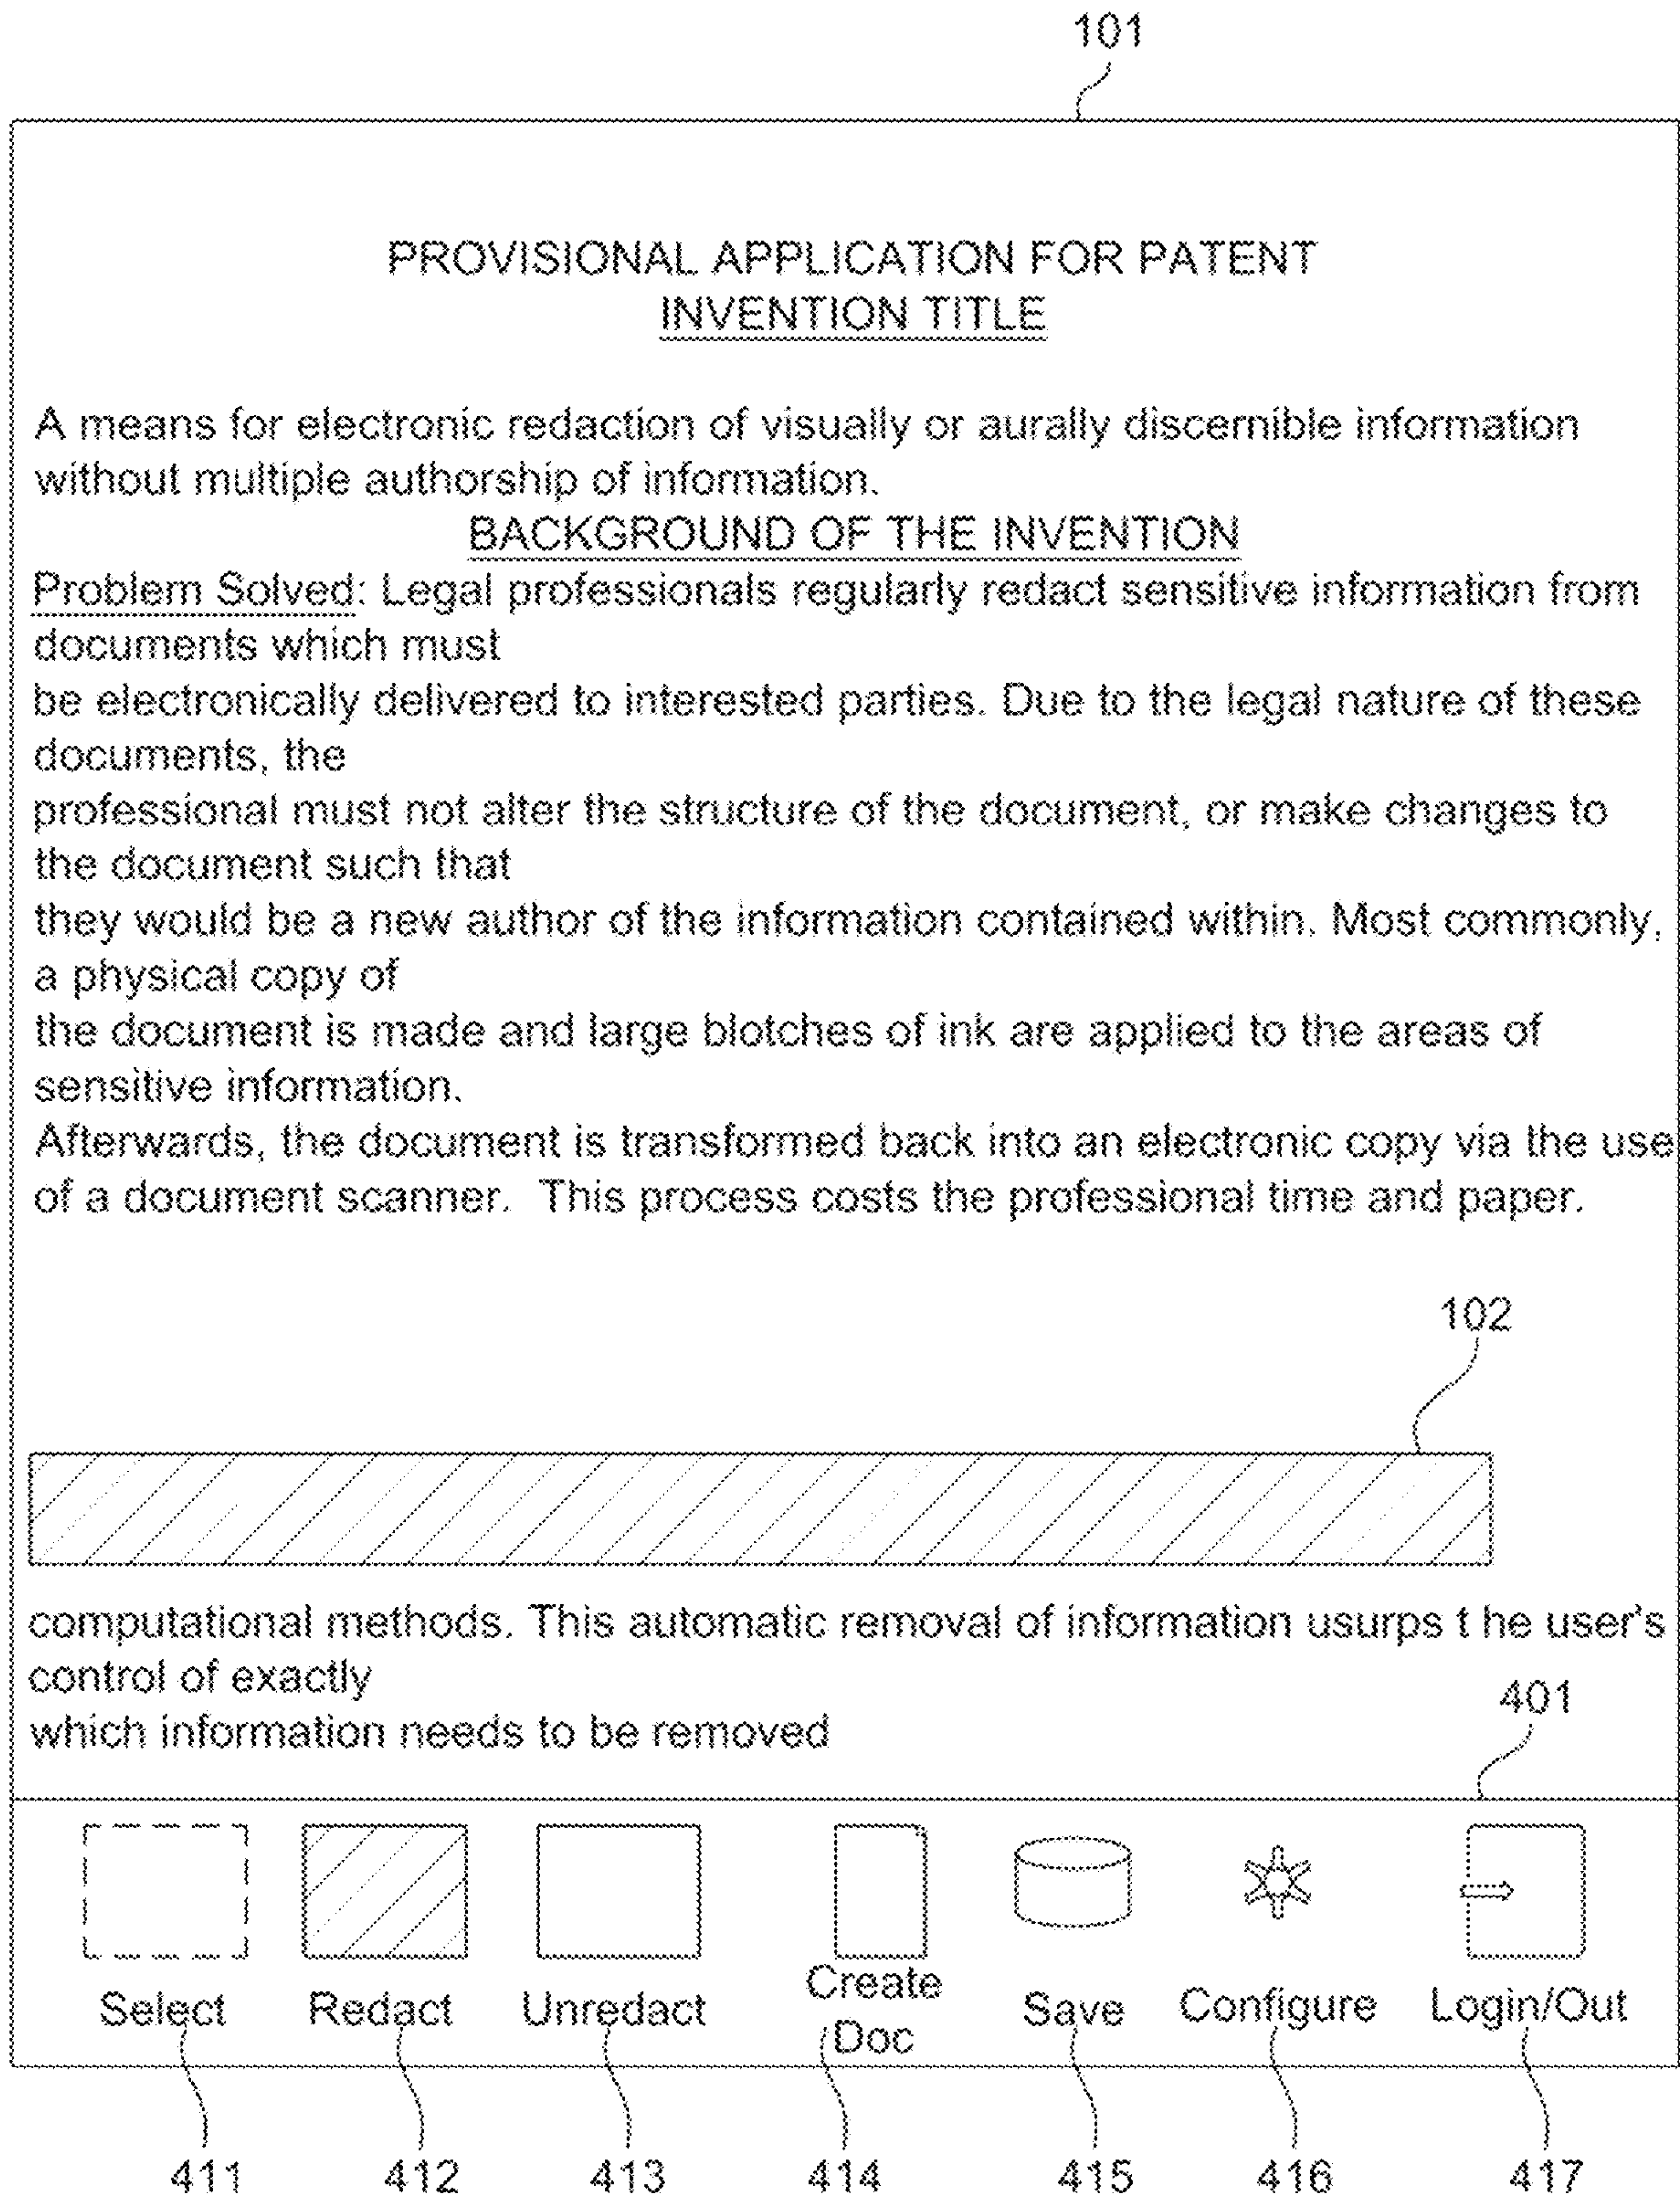 101
PROVISIONAL APPLICATION FOR PATENT
INVENTION TITLE
A means for electronic redaction of visually or aurally discernible information
without multiple authorship of information.
BACKGROUND OF THE INVENTION
Problem Solved: Legal professionals regularly redact sensitive information from
documents which must
be electronically delivered to interested parties. Due to the legal nature of these
documents, the
professional must not alter the structure of the document, or make changes to
the document such that
they would be a new author of the information contained within. Most commonly,
a physical copy of
the document is made and large blotches of ink are applied to the areas of
sensitive information.
Afterwards, the document is transformed back into an electronic copy via the use
of a document scanner.  This process costs the professional time and paper.
102
computational methods. This automatic removal of information usurps t he user's
control of exactly
which information needs to be removed
401
Select Redact Unredact Create Doc Save Configure Login/Out
411 412 413 414 415 416 417